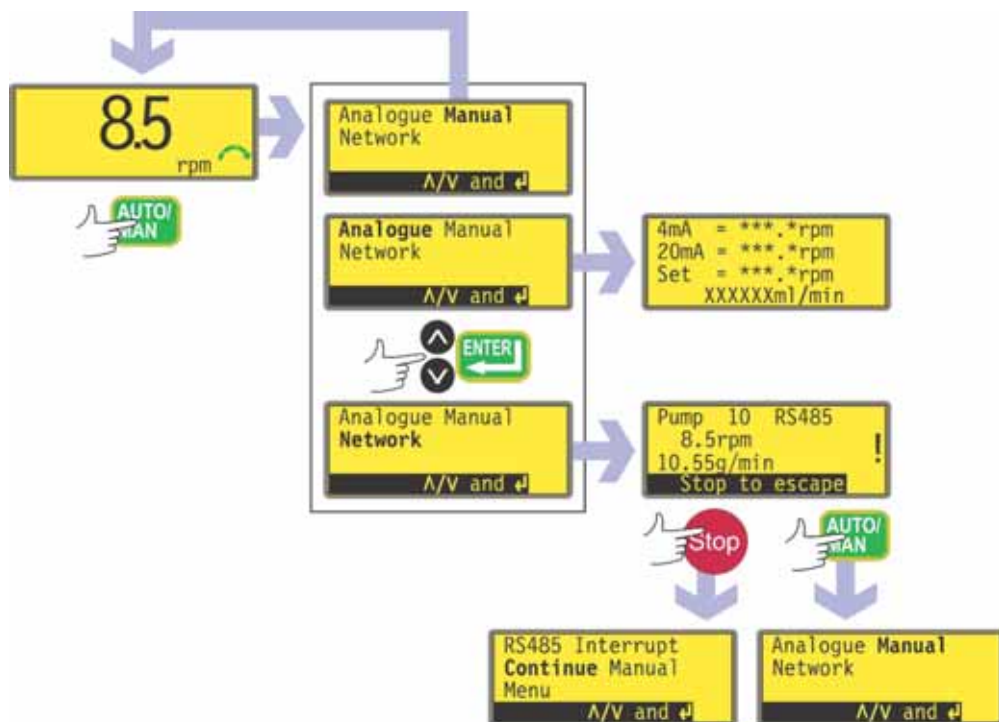 8.5
rpm
AUTO/
MAN
Analogue Manual
Network
∧/∨ and ↵
Analogue Manual
Network
∧/∨ and ↵
4mA = ***.*rpm
20mA = ***.*rpm
Set = ***.*rpm
XXXXXXml/min
ENTER
Analogue Manual
Network
∧/∨ and ↵
Pump 10 RS485
8.5rpm
!
10.55g/min
Stop to escape
Stop
AUTO/
MAN
RS485 Interrupt
Continue Manual
Menu
∧/∨ and ↵
Analogue Manual
Network
∧/∨ and ↵